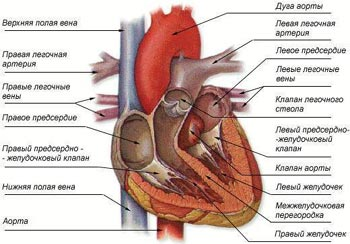 Верхняя полая вена
Правая легочная
артерия
Правые легочные
вены
Правое предсердие
Правый предсердно -
- желудочковый клапан
Нижняя полая вена
Аорта
Дуга аорты
Левая легочная
артерия
Левое предсердие
Левые легочные
вены
Клапан легочного
ствола
Левый предсердно-
-желудочковый
клапан
Клапан аорты
Левый желудочек
Межжелудочковая
перегородка
Правый желудочек